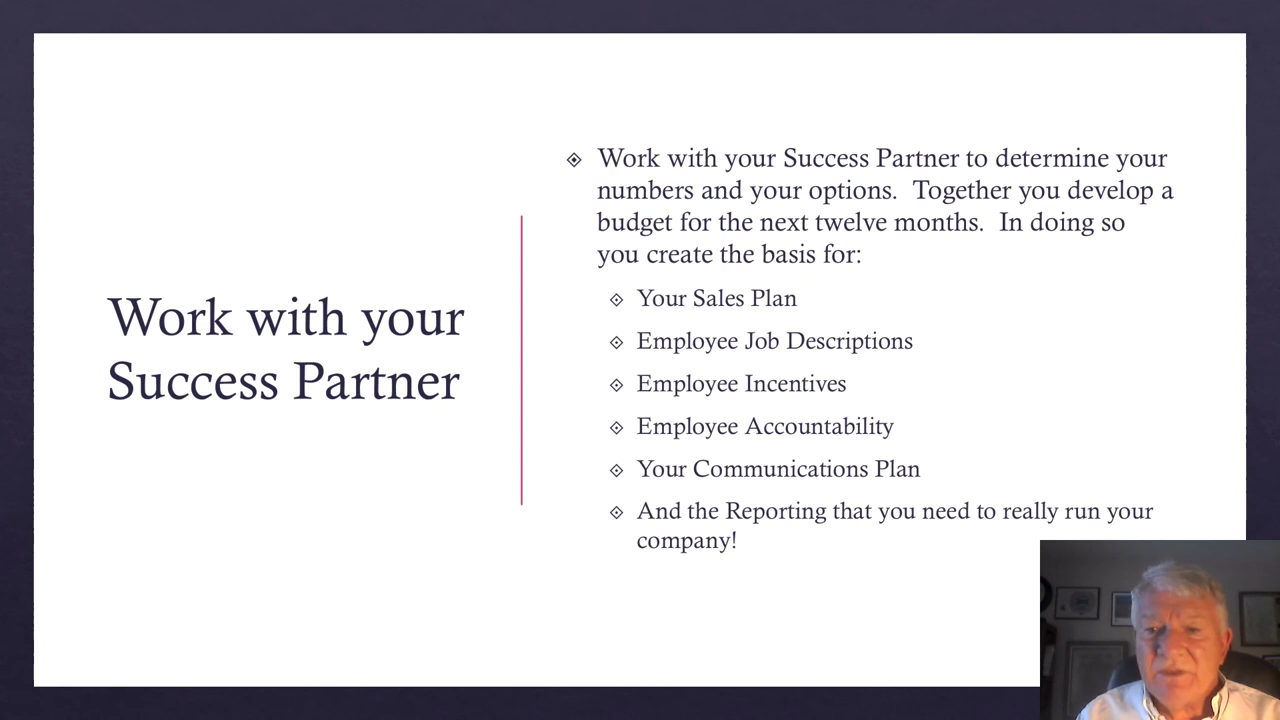 Work with your
Success Partner
Work with your Success Partner to determine your
numbers and your options.  Together you develop a
budget for the next twelve months.  In doing so
you create the basis for:
Your Sales Plan
Employee Job Descriptions
Employee Incentives
Employee Accountability
Your Communications Plan
And the Reporting that you need to really run your
company!